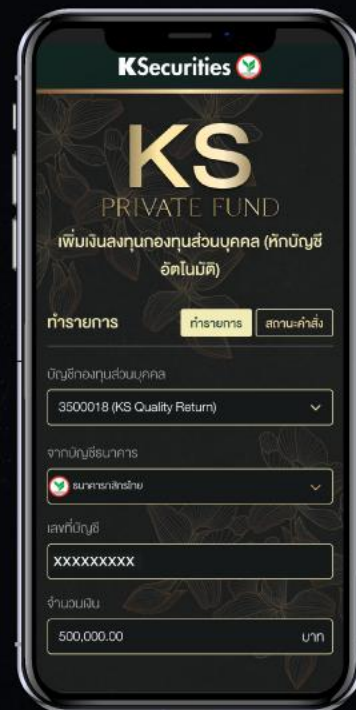 KSecurities
KS
PRIVATE FUND
เพิ่มเงินลงทุนกองทุนส่วนบุคคล (หักบัญชี
อัตโนมัติ)
ทำรายการ ทำรายการ สถานะคำสั่ง
บัญชีกองทุนส่วนบุคคล
3500018 (KS Quality Return)
จากบัญชีธนาคาร
ธนาคารกสิกรไทย
เลขที่บัญชี
XXXXXXXXX
จำนวนเงิน
500,000.00 บาท